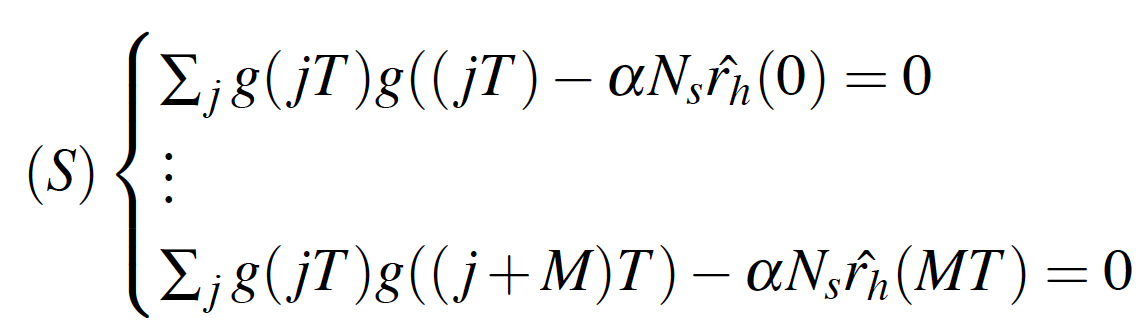 ∑_j g(jT)g((jT) − αN_s r̂_h(0) = 0
(S) { ⋮
∑_j g(jT)g((j+M)T) − αN_s r̂_h(MT) = 0